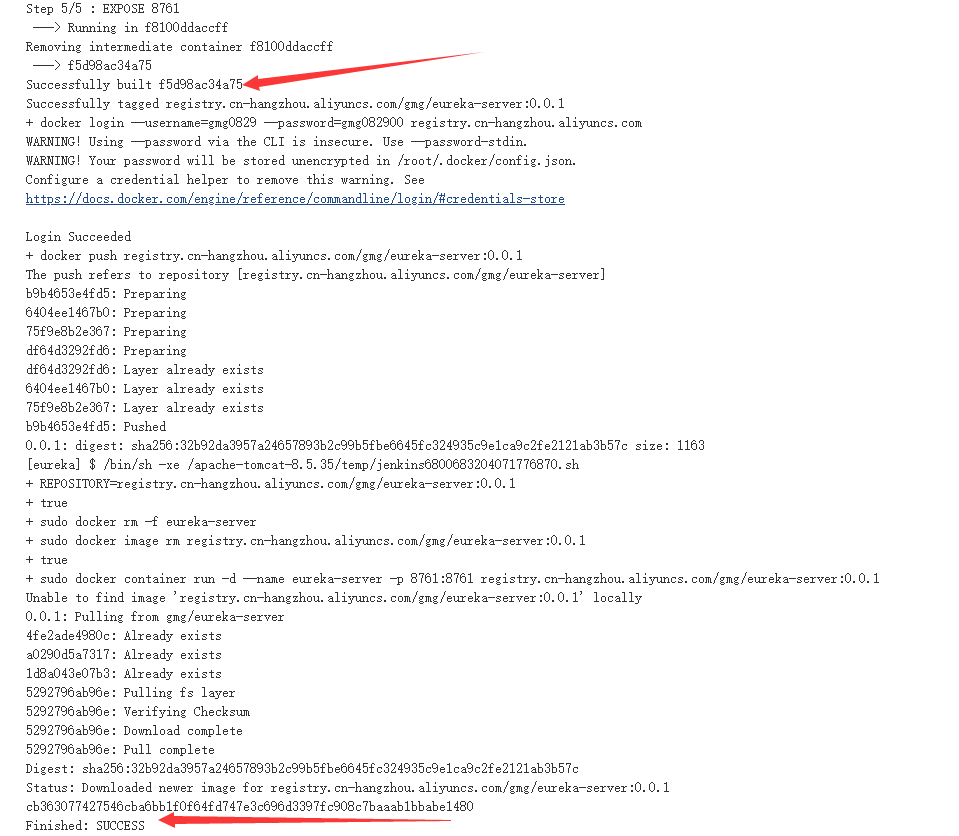 Step 5/5 : EXPOSE 8761
---> Running in f8100ddaccff
Removing intermediate container f8100ddaccff
---> f5d98ac34a75
Successfully built f5d98ac34a75
Successfully tagged registry.cn-hangzhou.aliyuncs.com/gmg/eureka-server:0.0.1
+ docker login --username=gmg0829 --password=gmg082900 registry.cn-hangzhou.aliyuncs.com
WARNING! Using --password via the CLI is insecure. Use --password-stdin.
WARNING! Your password will be stored unencrypted in /root/.docker/config.json.
Configure a credential helper to remove this warning. See
https://docs.docker.com/engine/reference/commandline/login/#credentials-store
Login Succeeded
+ docker push registry.cn-hangzhou.aliyuncs.com/gmg/eureka-server:0.0.1
The push refers to repository [registry.cn-hangzhou.aliyuncs.com/gmg/eureka-server]
b9b4653e4fd5: Preparing
6404ee1467b0: Preparing
75f9e8b2e367: Preparing
df64d3292fd6: Preparing
df64d3292fd6: Layer already exists
6404ee1467b0: Layer already exists
75f9e8b2e367: Layer already exists
b9b4653e4fd5: Pushed
0.0.1: digest: sha256:32b92da3957a24657893b2c99b5fbe6645fc324935c9e1ca9c2fe2121ab3b57c size: 1163
[eureka] $ /bin/sh -xe /apache-tomcat-8.5.35/temp/jenkins6800683204071776870.sh
+ REPOSITORY=registry.cn-hangzhou.aliyuncs.com/gmg/eureka-server:0.0.1
+ true
+ sudo docker rm -f eureka-server
+ sudo docker image rm registry.cn-hangzhou.aliyuncs.com/gmg/eureka-server:0.0.1
+ true
+ sudo docker container run -d --name eureka-server -p 8761:8761 registry.cn-hangzhou.aliyuncs.com/gmg/eureka-server:0.0.1
Unable to find image 'registry.cn-hangzhou.aliyuncs.com/gmg/eureka-server:0.0.1' locally
0.0.1: Pulling from gmg/eureka-server
4fe2ade4980c: Already exists
a0290d5a7317: Already exists
1d8a043e07b3: Already exists
5292796ab96e: Pulling fs layer
5292796ab96e: Verifying Checksum
5292796ab96e: Download complete
5292796ab96e: Pull complete
Digest: sha256:32b92da3957a24657893b2c99b5fbe6645fc324935c9e1ca9c2fe2121ab3b57c
Status: Downloaded newer image for registry.cn-hangzhou.aliyuncs.com/gmg/eureka-server:0.0.1
cb363077427546cba6bb1f0f64fd747e3c696d3397fc908c7baaab1bbabe1480
Finished: SUCCESS